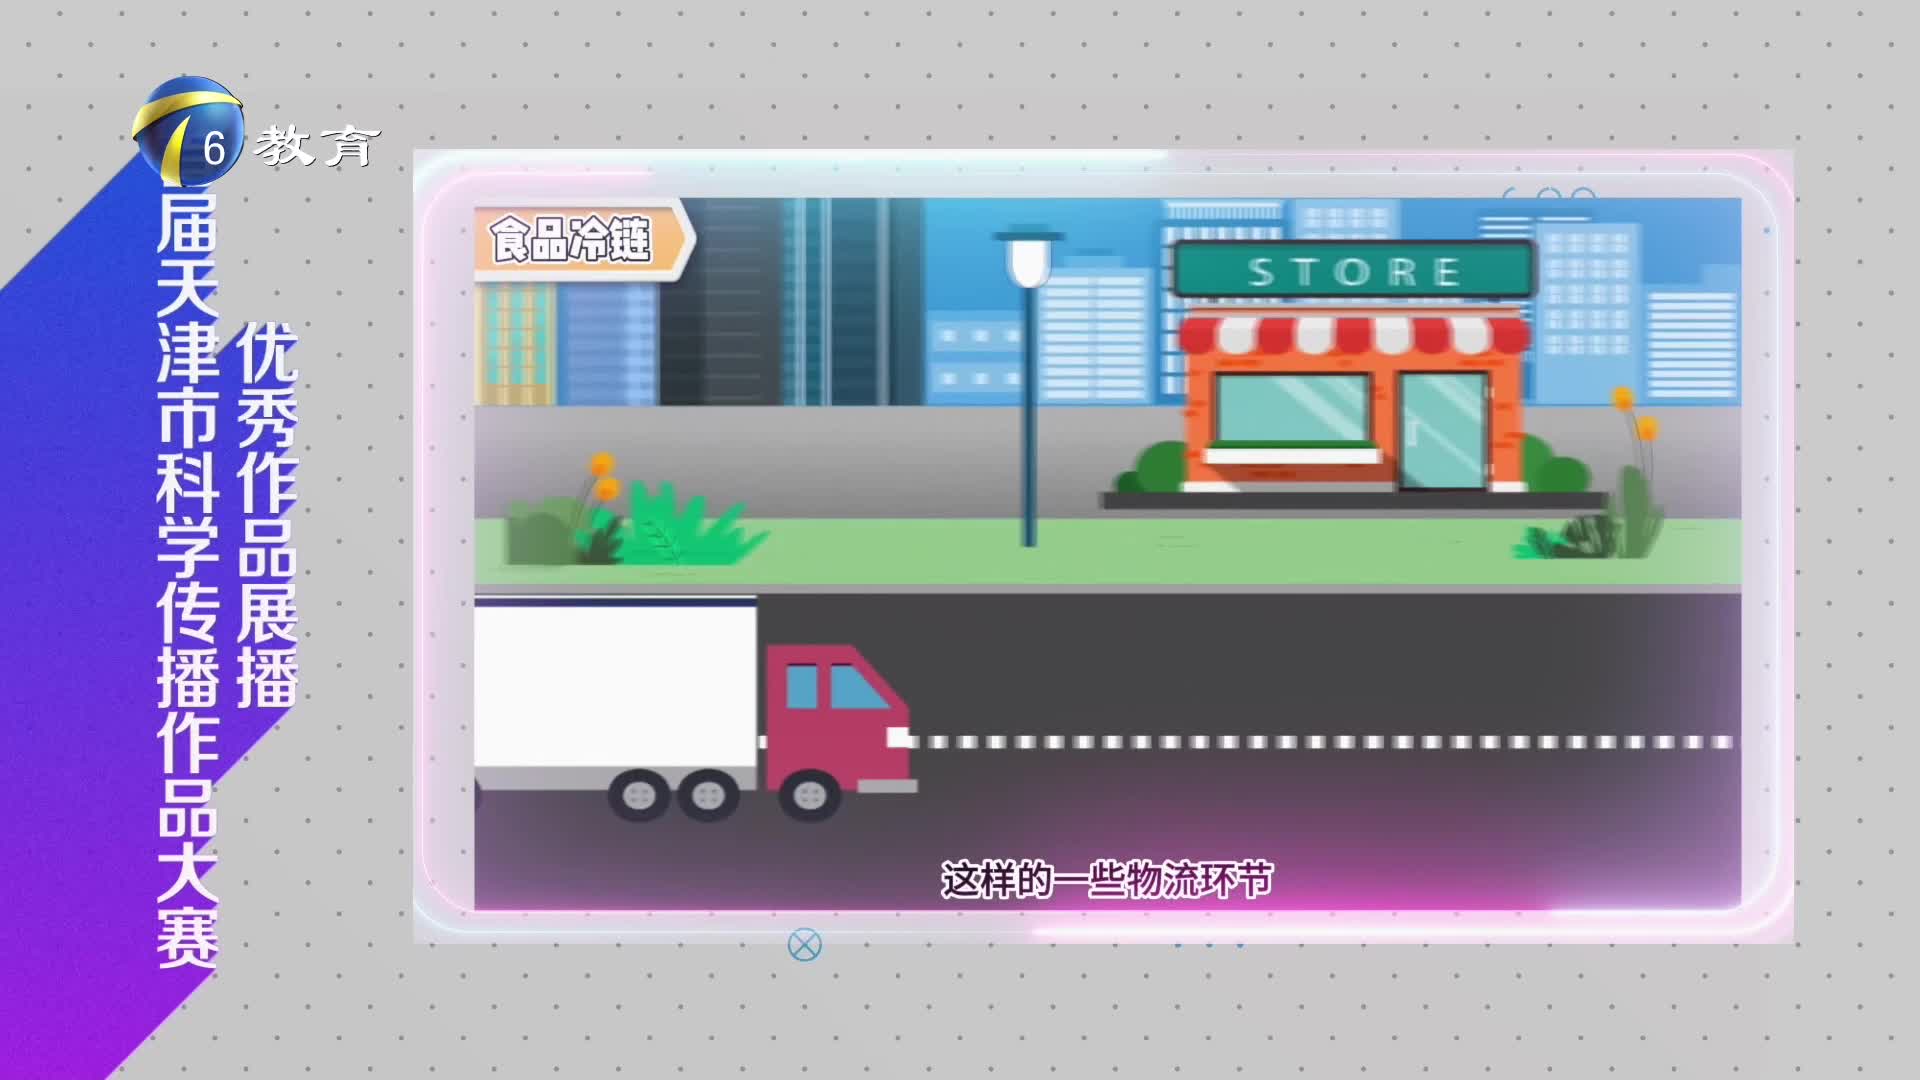 6 教育
届天津市科学传播作品大赛
优秀作品展播
食品冷链
STORE
这样的一些物流环节